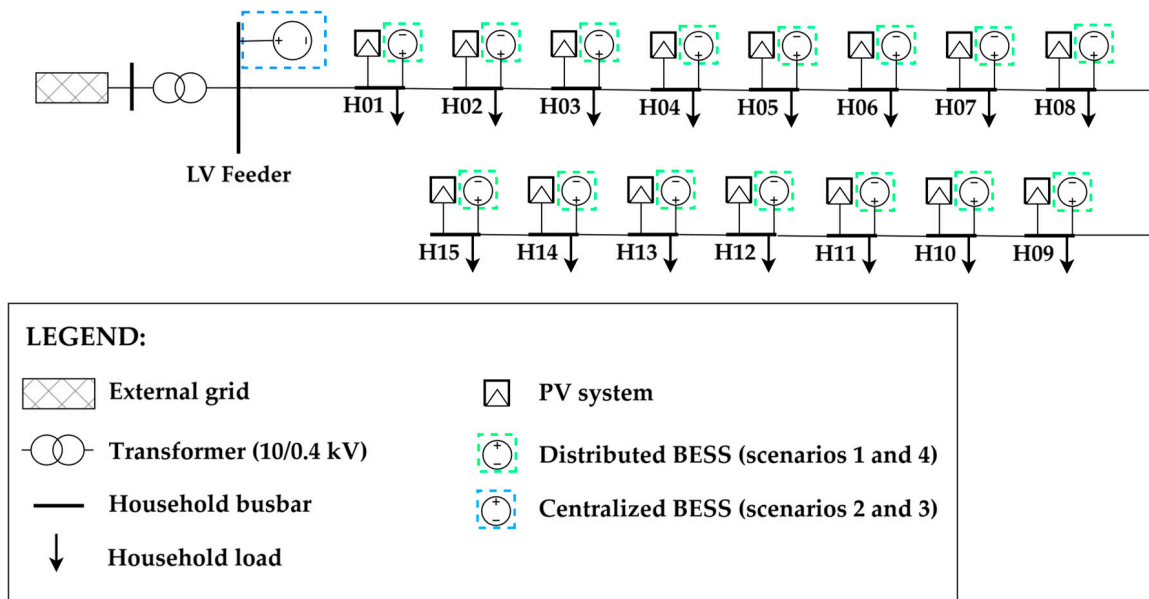 H01 H02 H03 H04 H05 H06 H07 H08
LV Feeder
H15 H14 H13 H12 H11 H10 H09
LEGEND:
External grid
PV system
Transformer (10/0.4 kV)
Distributed BESS (scenarios 1 and 4)
Household busbar
Centralized BESS (scenarios 2 and 3)
Household load